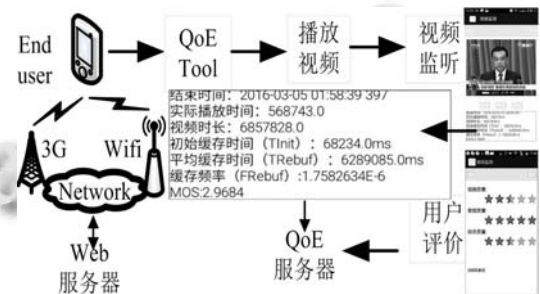 End
user
QoE
Tool
播放
视频
视频
监听
结束时间：2016-03-05 01:58:39 397
实际播放时间：568743.0
视频时长：6857828.0
初始缓存时间（TInit）：68234.0ms
平均缓存时间（TRebuf）：6289085.0ms
缓存频率（FRebuf）:1.7582634E-6
MOS:2.9684
3G
Wifi
Network
Web
服务器
QoE
服务器
用户
评价